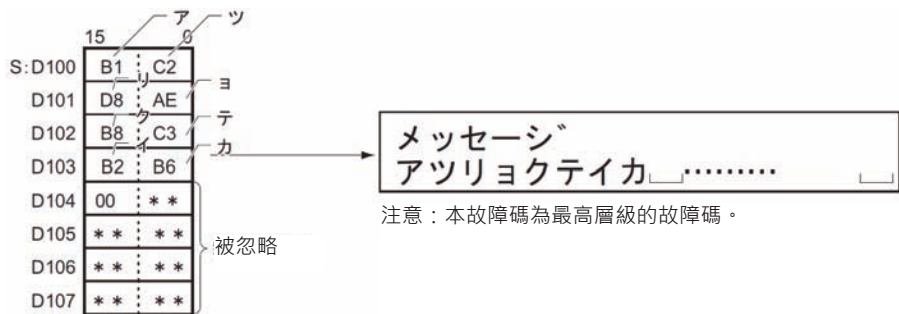 ア ツ
15 0
S:D100 B1 C2
リ ョ
D101 D8 AE
ク テ
D102 B8 C3
イ カ
D103 B2 B6
D104 00 * *
D105 * * * *
D106 * * * *
D107 * * * *
被忽略
メッセージ
アツリョクテイカ.........
注意：本故障碼為最高層級的故障碼。